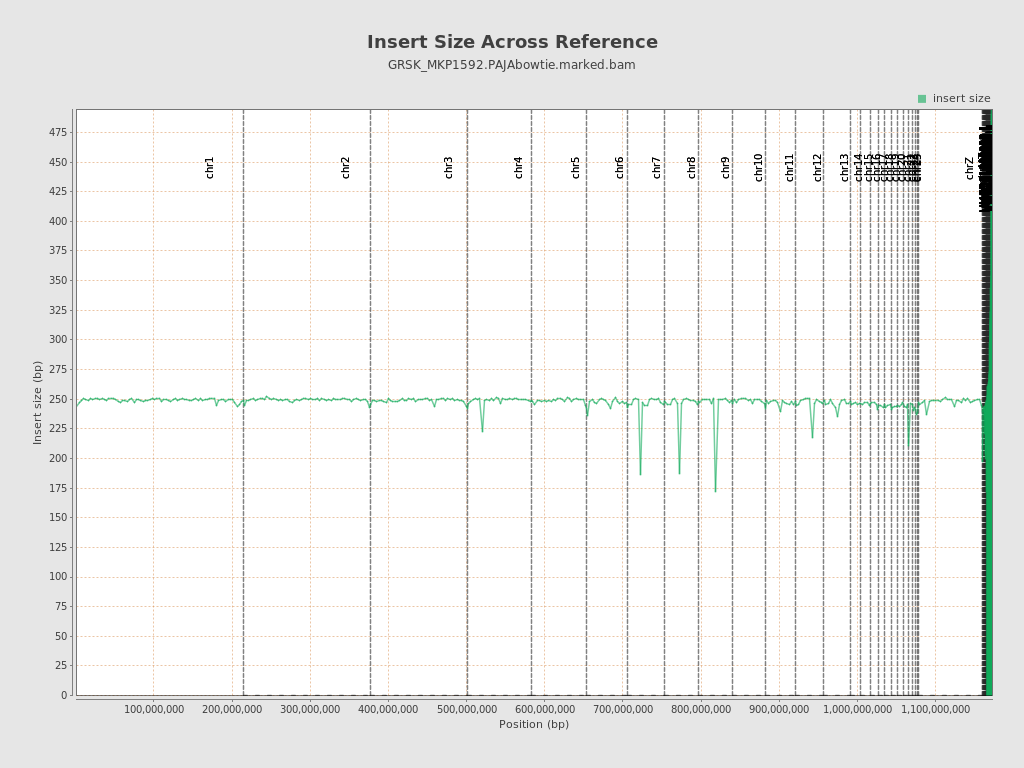 Insert Size Across Reference
GRSK_MKP1592.PAJAbowtie.marked.bam
insert size
475
450
425
400
375
350
325
300
275
250
225
200
175
150
125
100
75
50
25
0
Insert size (bp)
chr1
chr2
chr3
chr4
chr5
chr6
chr7
chr8
chr9
chr10
chr11
chr12
chr13
chr14
chr15
chrZ
100,000,000
200,000,000
300,000,000
400,000,000
500,000,000
600,000,000
700,000,000
800,000,000
900,000,000
1,000,000,000
1,100,000,000
Position (bp)